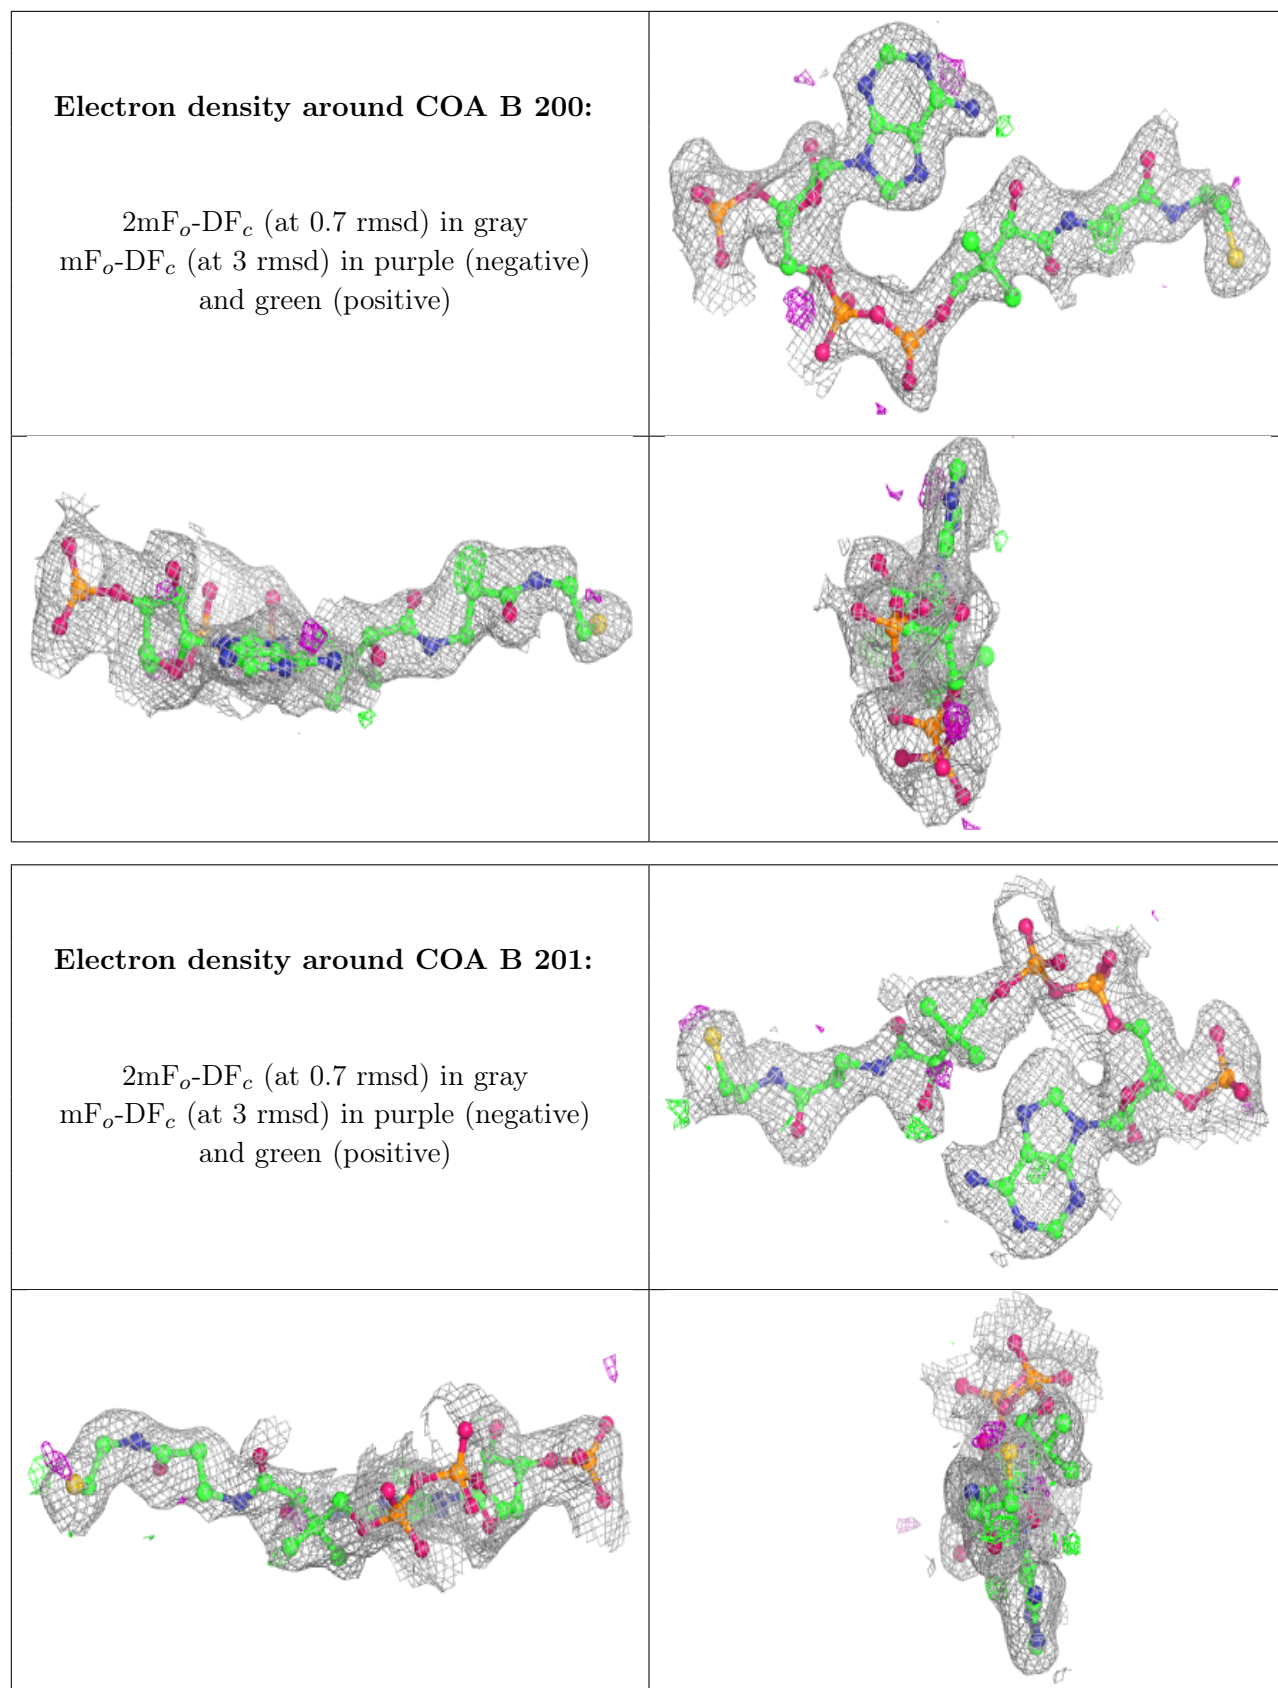 Electron density around COA B 200:
2mFo-DFc (at 0.7 rmsd) in gray
mFo-DFc (at 3 rmsd) in purple (negative)
and green (positive)
Electron density around COA B 201:
2mFo-DFc (at 0.7 rmsd) in gray
mFo-DFc (at 3 rmsd) in purple (negative)
and green (positive)